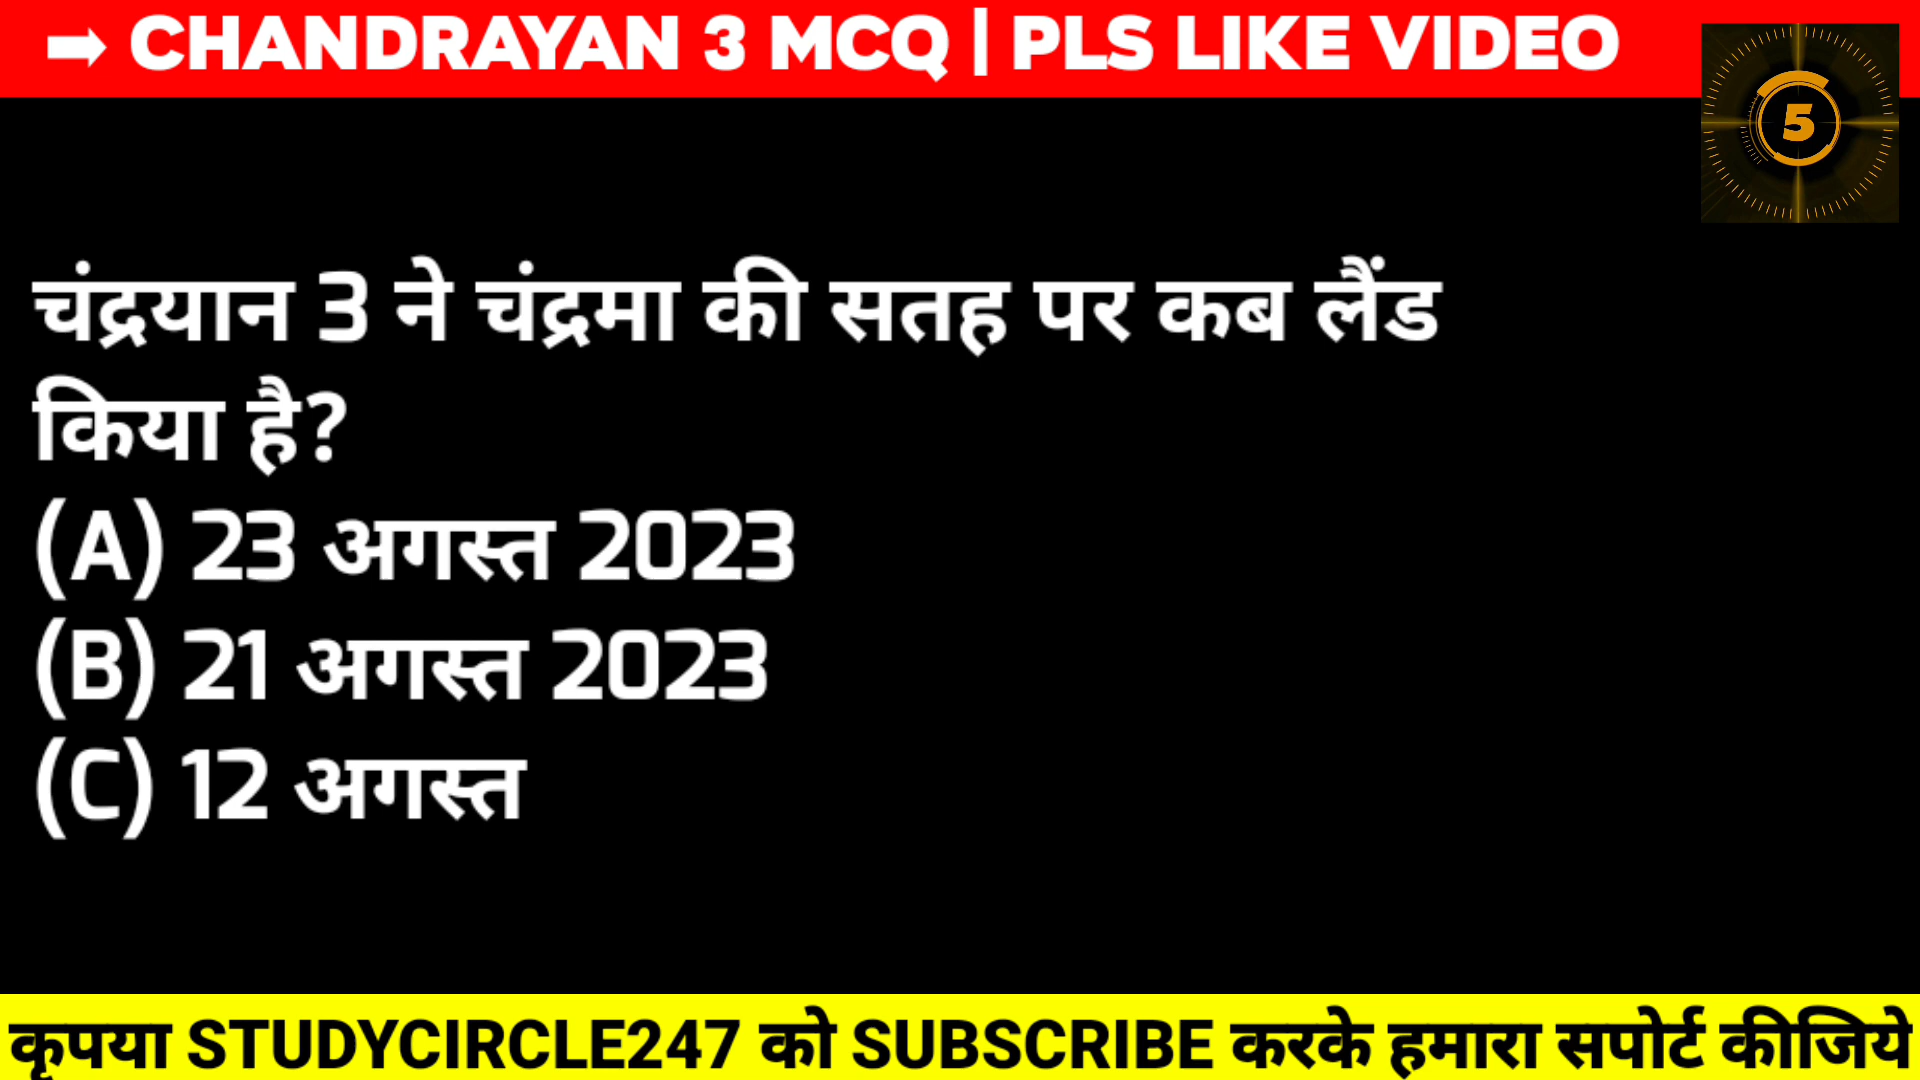 ➡ CHANDRAYAN 3 MCQ | PLS LIKE VIDEO
5
चंद्रयान 3 ने चंद्रमा की सतह पर कब लैंड
किया है?
(A) 23 अगस्त 2023
(B) 21 अगस्त 2023
(C) 12 अगस्त
कृपया STUDYCIRCLE247 को SUBSCRIBE करके हमारा सपोर्ट कीजिये